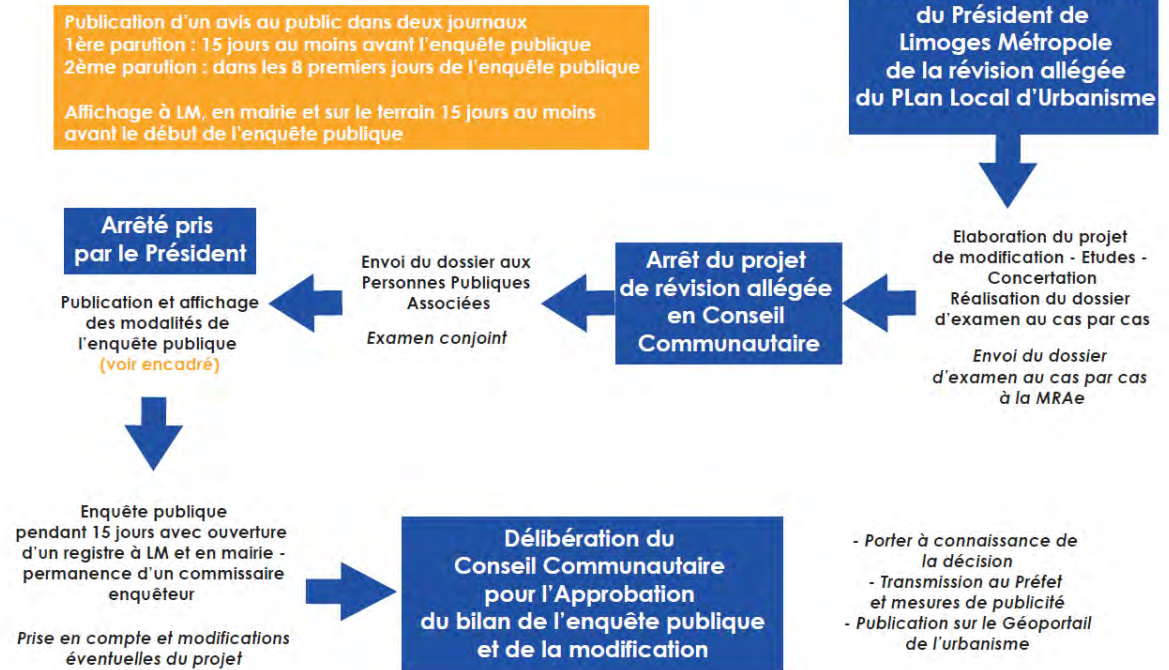 Publication d'un avis au public dans deux journaux
1ère parution : 15 jours au moins avant l'enquête publique
2ème parution : dans les 8 premiers jours de l'enquête publique
Affichage à LM, en mairie et sur le terrain 15 jours au moins
avant le début de l'enquête publique
du Président de
Limoges Métropole
de la révision allégée
du PLan Local d'Urbanisme
Elaboration du projet
de modification - Etudes -
Concertation
Réalisation du dossier
d'examen au cas par cas
Envoi du dossier
d'examen au cas par cas
à la MRAe
Arrêt du projet
de révision allégée
en Conseil
Communautaire
Envoi du dossier aux
Personnes Publiques
Associées
Examen conjoint
Arrêté pris
par le Président
Publication et affichage
des modalités de
l'enquête publique
(voir encadré)
Enquête publique
pendant 15 jours avec ouverture
d'un registre à LM et en mairie -
permanence d'un commissaire
enquêteur
Prise en compte et modifications
éventuelles du projet
Délibération du
Conseil Communautaire
pour l'Approbation
du bilan de l'enquête publique
et de la modification
- Porter à connaissance de
la décision
- Transmission au Préfet
et mesures de publicité
- Publication sur le Géoportail
de l'urbanisme